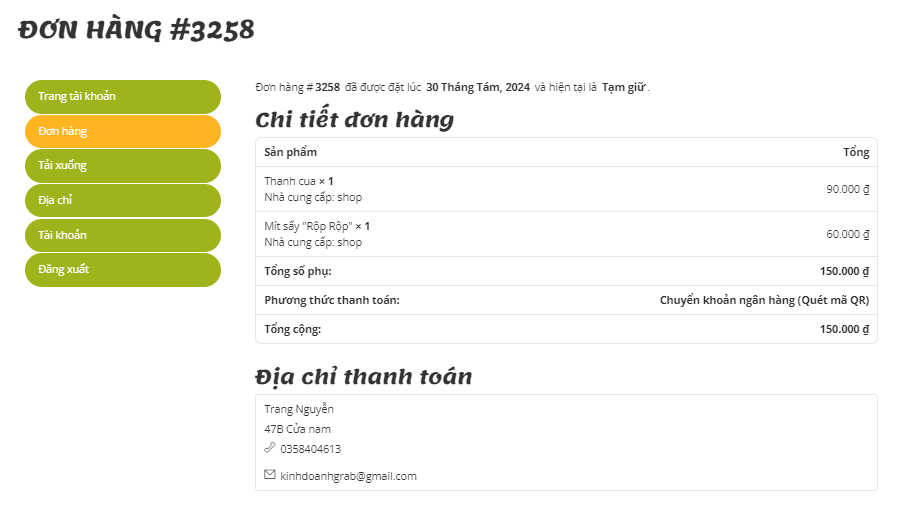 ĐƠN HÀNG #3258
Trang tài khoản
Đơn hàng
Tải xuống
Địa chỉ
Tài khoản
Đăng xuất
Đơn hàng #3258 đã được đặt lúc 30 Tháng Tám, 2024 và hiện tại là Tạm giữ.
Chi tiết đơn hàng
Sản phẩm Tổng
Thanh cua × 1
Nhà cung cấp: shop
90.000 ₫
Mít sấy "Rộp Rộp" × 1
Nhà cung cấp: shop
60.000 ₫
Tổng số phụ: 150.000 ₫
Phương thức thanh toán: Chuyển khoản ngân hàng (Quét mã QR)
Tổng cộng: 150.000 ₫
Địa chỉ thanh toán
Trang Nguyễn
47B Cửa nam
0358404613
kinhdoanhgrab@gmail.com